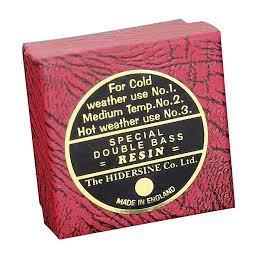 For Cold
weather use No.1.
Medium Temp. No.2.
Hot weather use No.3.
SPECIAL
DOUBLE BASS
= RESIN =
The HIDERSINE Co. Ltd.
MADE IN ENGLAND